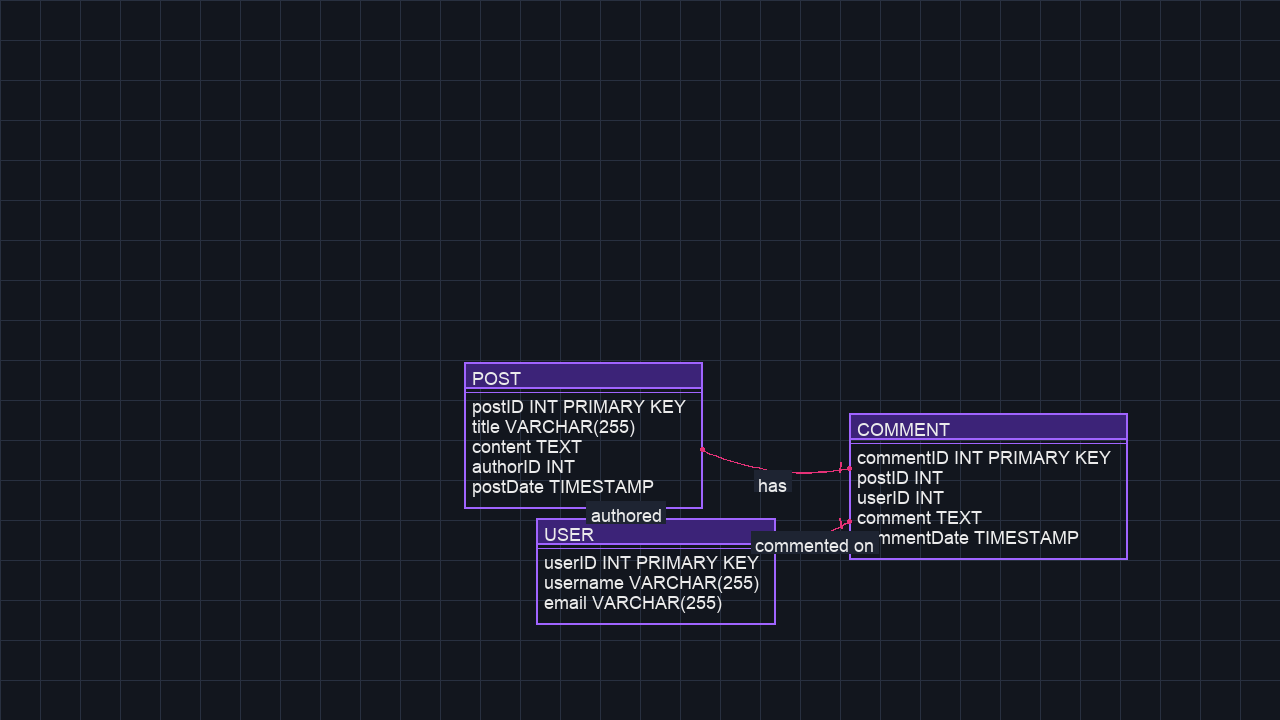 POST
postID INT PRIMARY KEY
title VARCHAR(255)
content TEXT
authorID INT
postDate TIMESTAMP
COMMENT
commentID INT PRIMARY KEY
postID INT
userID INT
comment TEXT
mmentDate TIMESTAMP
has
authored
commented on
USER
userID INT PRIMARY KEY
username VARCHAR(255)
email VARCHAR(255)